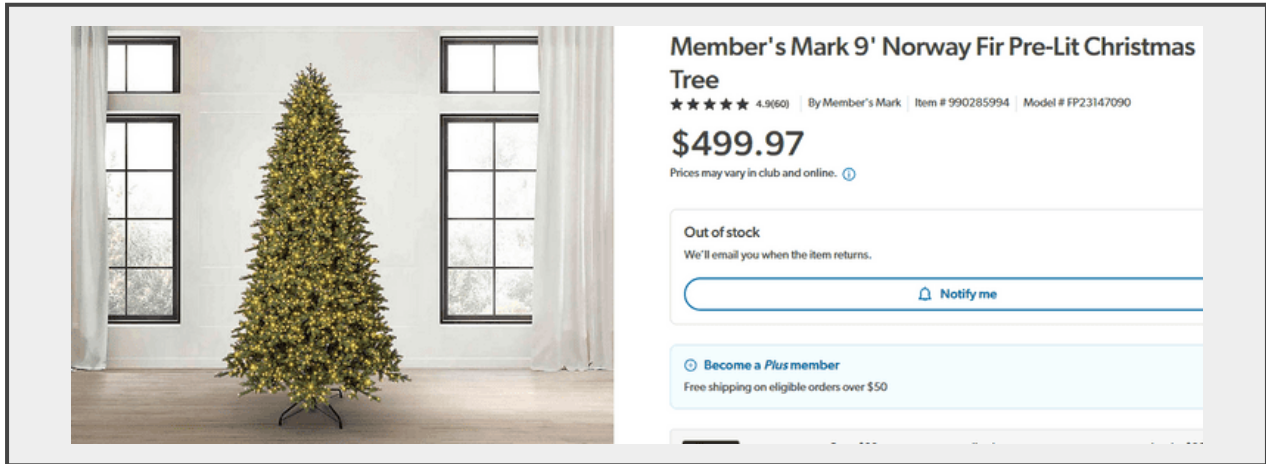 Member's Mark 9' Norway Fir Pre-Lit Christmas
Tree
4.9(60) By Member's Mark Item # 990285994 Model # FP23147090
$499.97
Prices may vary in club and online.
Out of stock
We'll email you when the item returns.
Notify me
Become a Plus member
Free shipping on eligible orders over $50